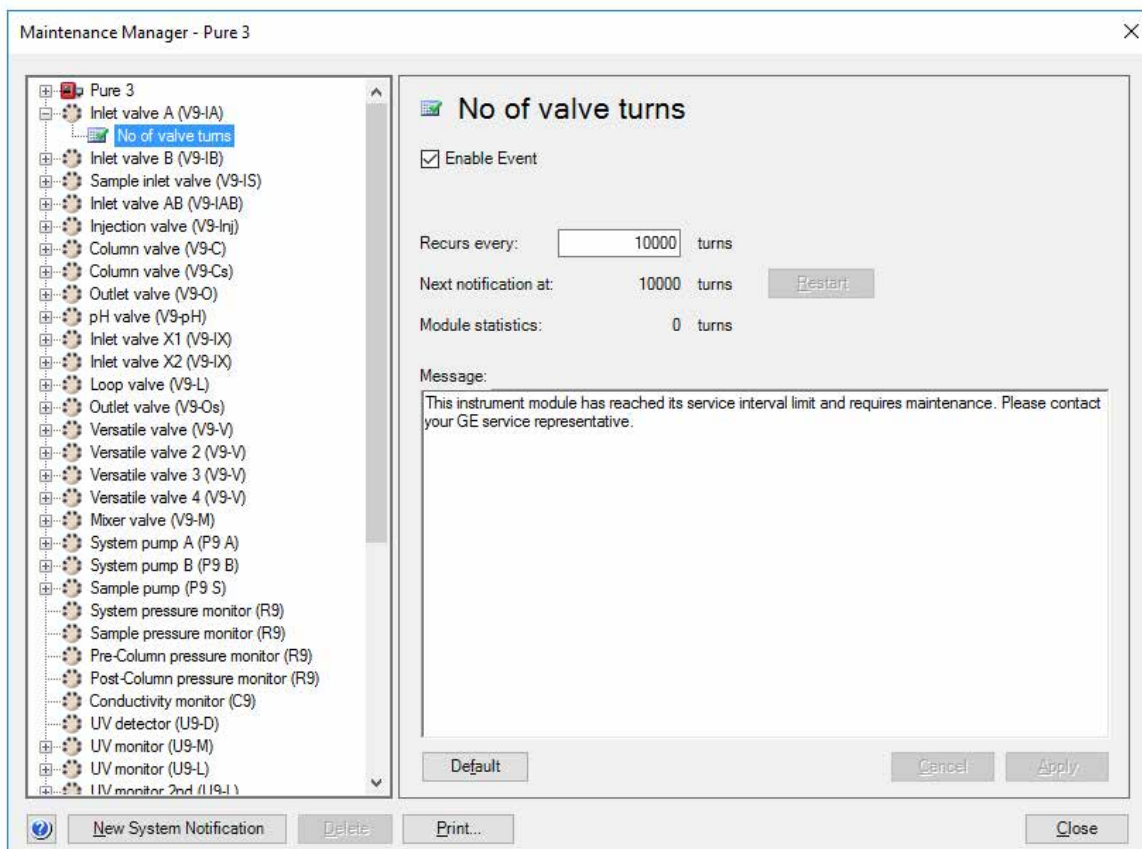 Maintenance Manager - Pure 3
Pure 3
Inlet valve A (V9-IA)
No of valve turns
Inlet valve B (V9-IB)
Sample inlet valve (V9-IS)
Inlet valve AB (V9-IAB)
Injection valve (V9-Inj)
Column valve (V9-C)
Column valve (V9-Cs)
Outlet valve (V9-O)
pH valve (V9-pH)
Inlet valve X1 (V9-IX)
Inlet valve X2 (V9-IX)
Loop valve (V9-L)
Outlet valve (V9-Os)
Versatile valve (V9-V)
Versatile valve 2 (V9-V)
Versatile valve 3 (V9-V)
Versatile valve 4 (V9-V)
Mixer valve (V9-M)
System pump A (P9 A)
System pump B (P9 B)
Sample pump (P9 S)
System pressure monitor (R9)
Sample pressure monitor (R9)
Pre-Column pressure monitor (R9)
Post-Column pressure monitor (R9)
Conductivity monitor (C9)
UV detector (U9-D)
UV monitor (U9-M)
UV monitor (U9-L)
UV monitor 2nd (U9-L)
No of valve turns
Enable Event
Recurs every: 10000 turns
Next notification at: 10000 turns Restart
Module statistics: 0 turns
Message:
This instrument module has reached its service interval limit and requires maintenance. Please contact
your GE service representative.
Default Cancel Apply
New System Notification Delete Print... Close